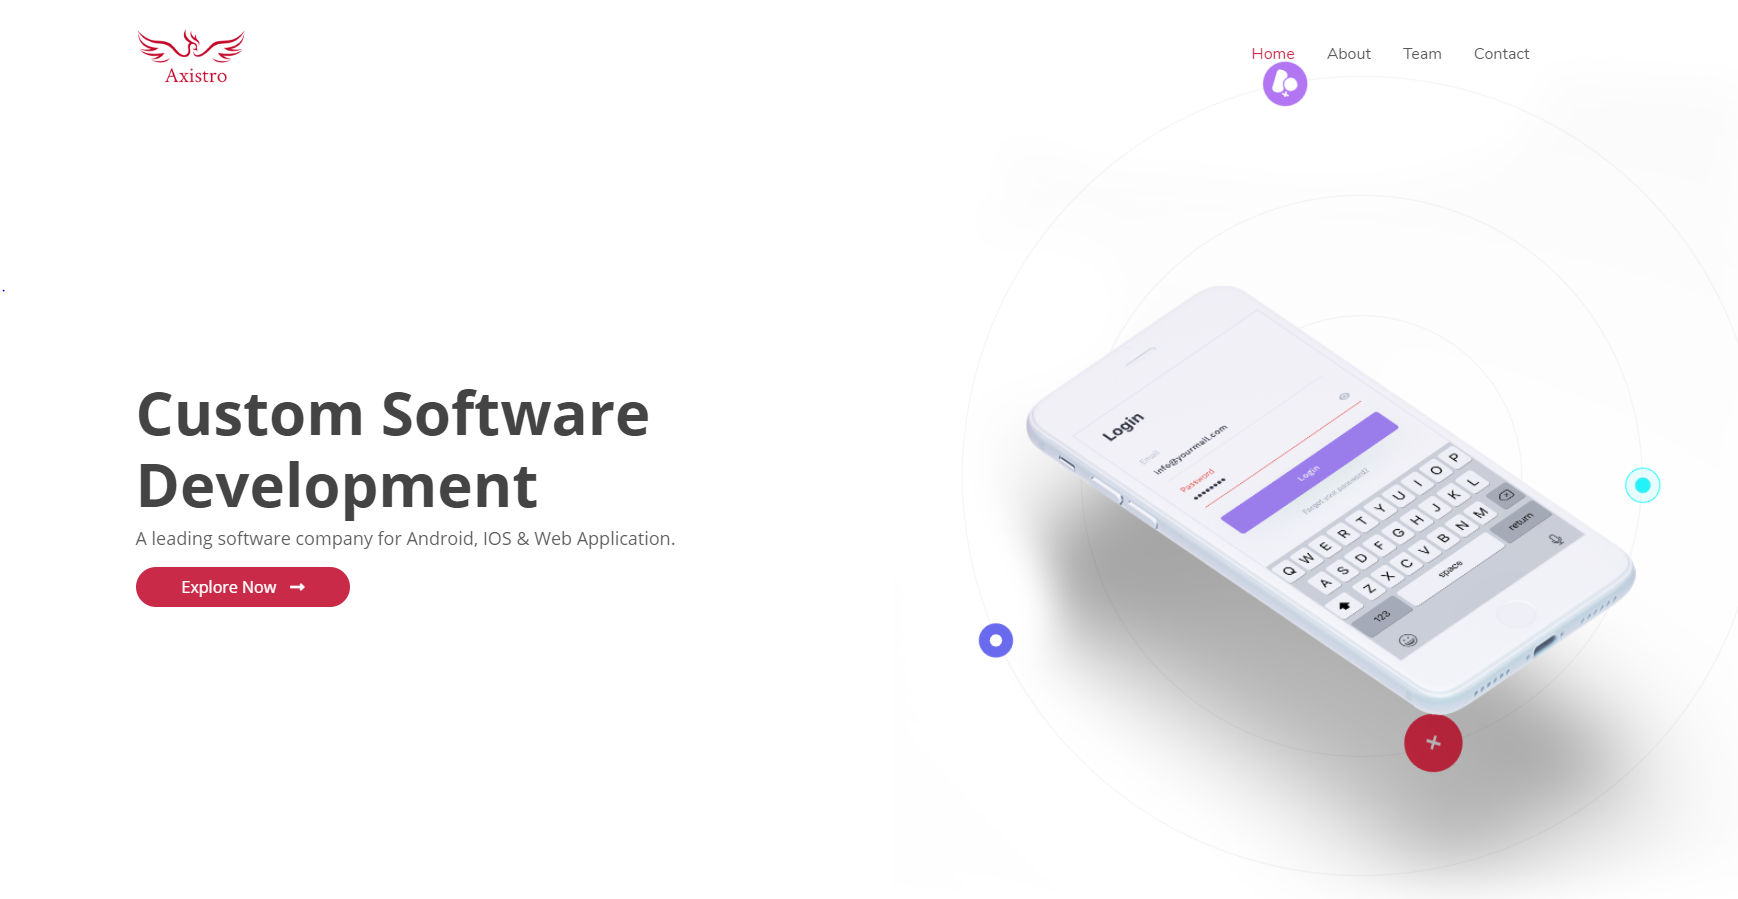 Axistro
Home About Team Contact
Custom Software
Development
A leading software company for Android, IOS & Web Application.
Explore Now
Login
Email
info@yourmail.com
Password
Login
Forgot your password?
Q W E R T Y U I O P
A S D F G H J K L
Z X C V B N M
123 space return